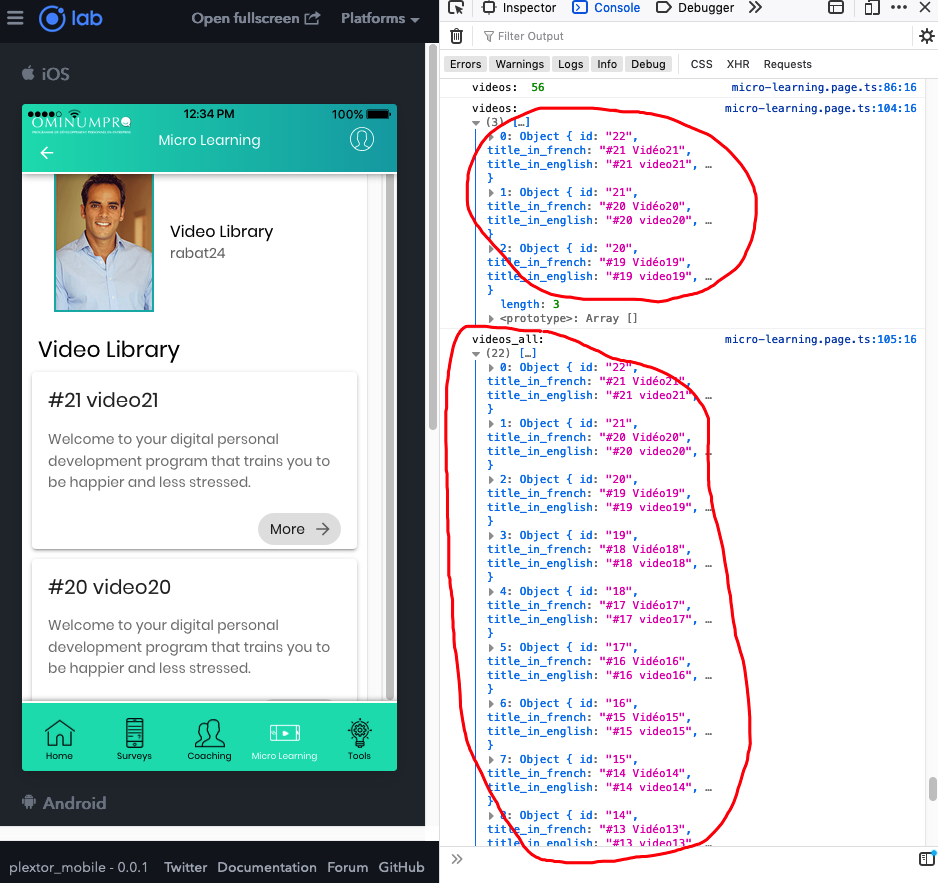 lab
Open fullscreen
Platforms
iOS
12:34 PM
100%
OMINUMPRO
Micro Learning
Video Library
rabat24
Video Library
#21 video21
Welcome to your digital personal
development program that trains you to
be happier and less stressed.
More
#20 video20
Welcome to your digital personal
development program that trains you to
be happier and less stressed.
Home
Surveys
Coaching
Micro Learning
Tools
Android
plextor_mobile - 0.0.1
Twitter
Documentation
Forum
GitHub
Inspector
Console
Debugger
Filter Output
Errors
Warnings
Logs
Info
Debug
CSS
XHR
Requests
videos: 56 micro-learning.page.ts:86:16
videos: micro-learning.page.ts:104:16
(3) […]
0: Object { id: "22",
title_in_french: "#21 Vidéo21",
title_in_english: "#21 video21", …
}
1: Object { id: "21",
title_in_french: "#20 Vidéo20",
title_in_english: "#20 video20", …
}
2: Object { id: "20",
title_in_french: "#19 Vidéo19",
title_in_english: "#19 video19", …
}
length: 3
<prototype>: Array []
videos_all: micro-learning.page.ts:105:16
(22) […]
0: Object { id: "22",
title_in_french: "#21 Vidéo21",
title_in_english: "#21 video21", …
}
1: Object { id: "21",
title_in_french: "#20 Vidéo20",
title_in_english: "#20 video20", …
}
2: Object { id: "20",
title_in_french: "#19 Vidéo19",
title_in_english: "#19 video19", …
}
3: Object { id: "19",
title_in_french: "#18 Vidéo18",
title_in_english: "#18 video18", …
}
4: Object { id: "18",
title_in_french: "#17 Vidéo17",
title_in_english: "#17 video17", …
}
5: Object { id: "17",
title_in_french: "#16 Vidéo16",
title_in_english: "#16 video16", …
}
6: Object { id: "16",
title_in_french: "#15 Vidéo15",
title_in_english: "#15 video15", …
}
7: Object { id: "15",
title_in_french: "#14 Vidéo14",
title_in_english: "#14 video14", …
}
8: Object { id: "14",
title_in_french: "#13 Vidéo13",
title_in_english: "#13 video13", …